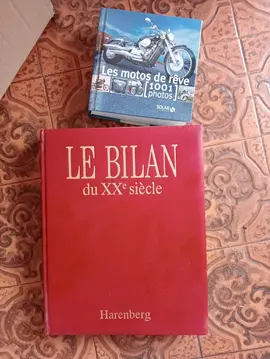 Les motos de rêve
[1001
photos]
SOLAR
LE BILAN
du XXe siècle
Harenberg